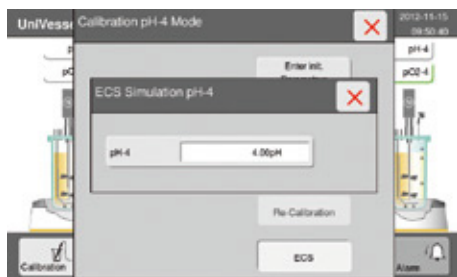 UniVesse Calibration pH-4 Mode 2012-11-15
09:50:40
pH-4
Enter init.
pO2-4
ECS Simulation pH-4
pH-4 4.00pH
Re-Calibration
Calibration ECS Alarm